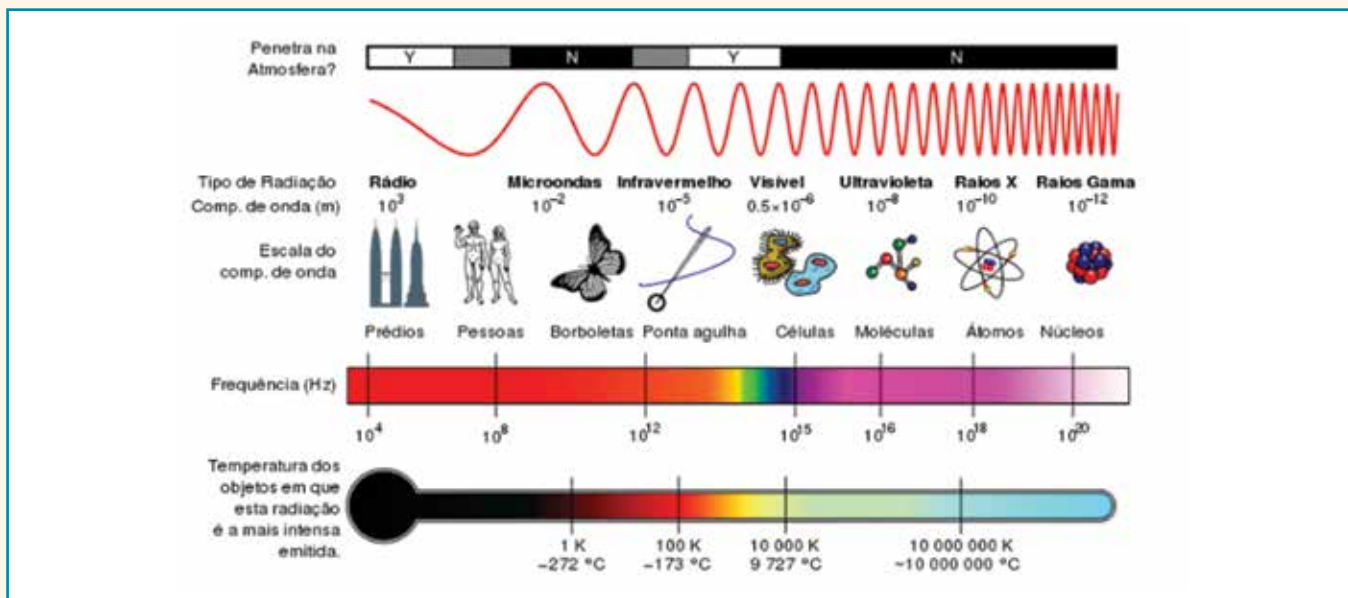 Penetra na
Atmosfera?
Y N Y N
Tipo de Radiação
Comp. de onda (m)
Rádio Microondas Infravermelho Visível Ultravioleta Raios X Raios Gama
10³ 10⁻² 10⁻⁵ 0.5×10⁻⁶ 10⁻⁸ 10⁻¹⁰ 10⁻¹²
Escala do
comp. de onda
Prédios Pessoas Borboletas Ponta agulha Células Moléculas Átomos Núcleos
Frequência (Hz)
10⁴ 10⁸ 10¹² 10¹⁵ 10¹⁶ 10¹⁸ 10²⁰
Temperatura dos
objetos em que
esta radiação
é a mais intensa
emitida.
1 K 100 K 10 000 K 10 000 000 K
−272 °C −173 °C 9 727 °C ~10 000 000 °C